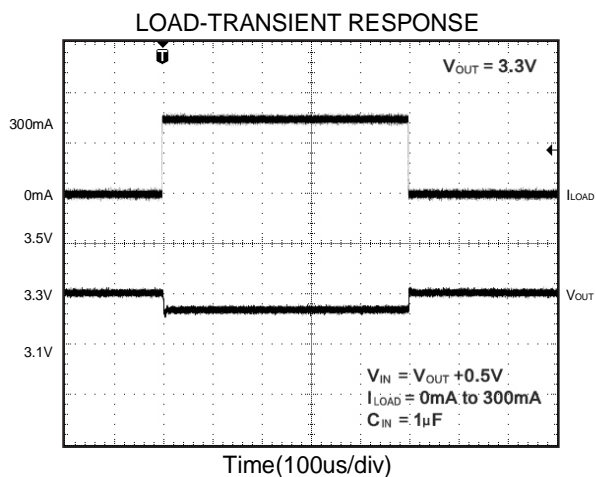 LOAD-TRANSIENT RESPONSE
T
VOUT = 3.3V
300mA
0mA
ILOAD
3.5V
3.3V
VOUT
3.1V
VIN = VOUT +0.5V
ILOAD = 0mA to 300mA
CIN = 1µF
Time(100us/div)